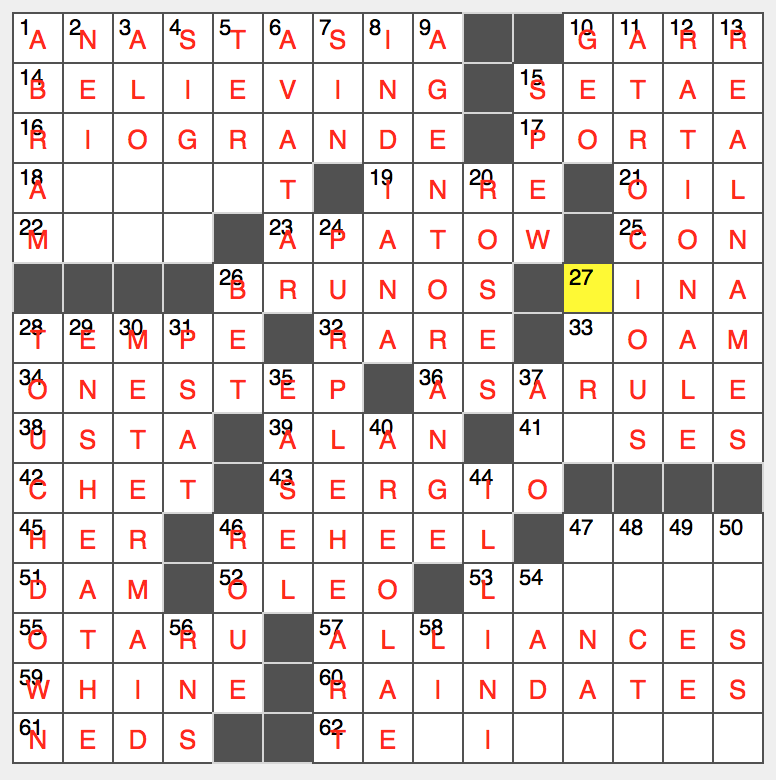 1A 2N 3A 4S 5T 6A 7S 8I 9A 10G 11A 12R 13R
14B E L I E V I N G 15S E T A E
16R I O G R A N D E 17P O R T A
18A T 19I N 20R E 21O I L
22M 23A 24P A T O W 25C O N
26B R U N O S 27 I N A
28T 29E 30M 31P E 32R A R E 33 O A M
34O N E S T 35E P 36A S 37A R U L E
38U S T A 39A L 40A N 41 S E S
42C H E T 43S E R G 44I O
45H E R 46R E H E E L 47 48 49 50
51D A M 52O L E O 53L 54
55O T A 56R U 57A L 58L I A N C E S
59W H I N E 60R A I N D A T E S
61N E D S 62T E I